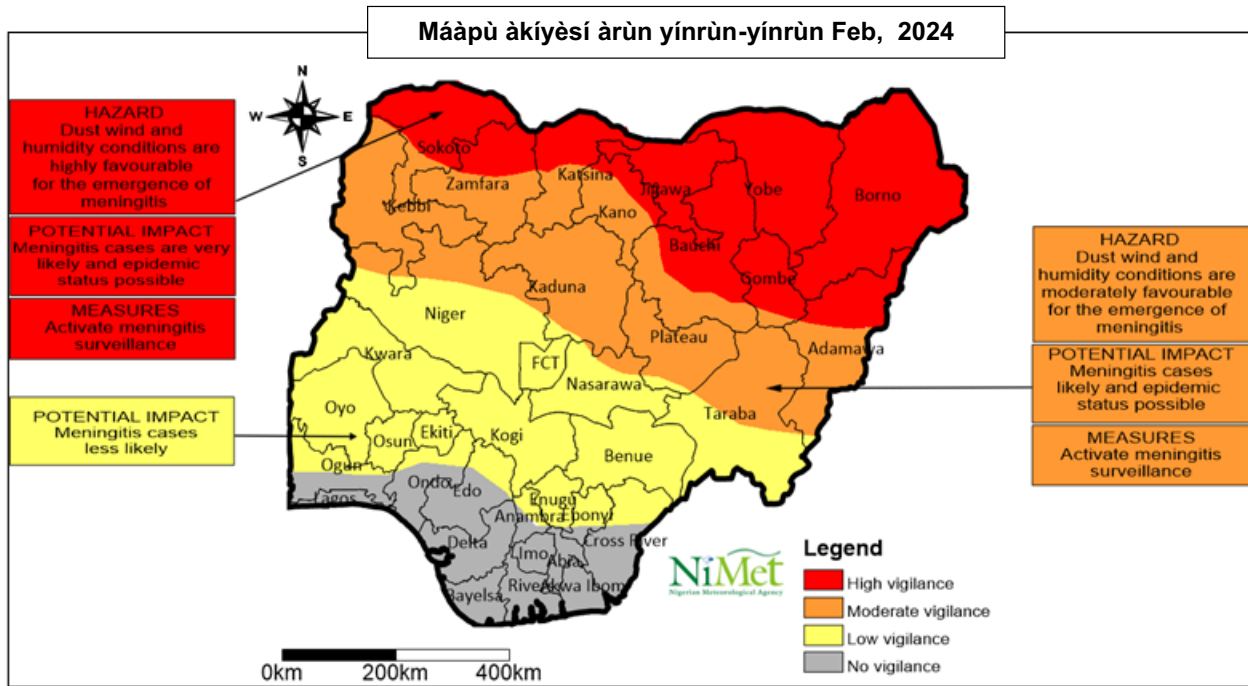 Máàpù àkíyèsí àrùn yínrùn-yínrùn Feb, 2024
N
W
E
S
HAZARD
Dust wind and
humidity conditions are
highly favourable
for the emergence of
meningitis
POTENTIAL IMPACT
Meningitis cases are very
likely and epidemic
status possible
MEASURES
Activate meningitis
surveillance
POTENTIAL IMPACT
Meningitis cases
less likely
Sokoto
Zamfara
Katsina
Jigawa
Yobe
Borno
Kebbi
Kano
Bauchi
Gombe
Kaduna
Niger
Plateau
Adamawa
Kwara
FCT
Nasarawa
Taraba
Oyo
Osun
Ekiti
Kogi
Benue
Ogun
Lagos
Ondo
Edo
Enugu
Anambra
Ebonyi
Delta
Imo
Abia
Cross River
Bayelsa
Rivers
Akwa Ibom
HAZARD
Dust wind and
humidity conditions are
moderately favourable
for the emergence of
meningitis
POTENTIAL IMPACT
Meningitis cases
likely and epidemic
status possible
MEASURES
Activate meningitis
surveillance
NiMet
Nigerian Meteorological Agency
Legend
High vigilance
Moderate vigilance
Low vigilance
No vigilance
0km 200km 400km